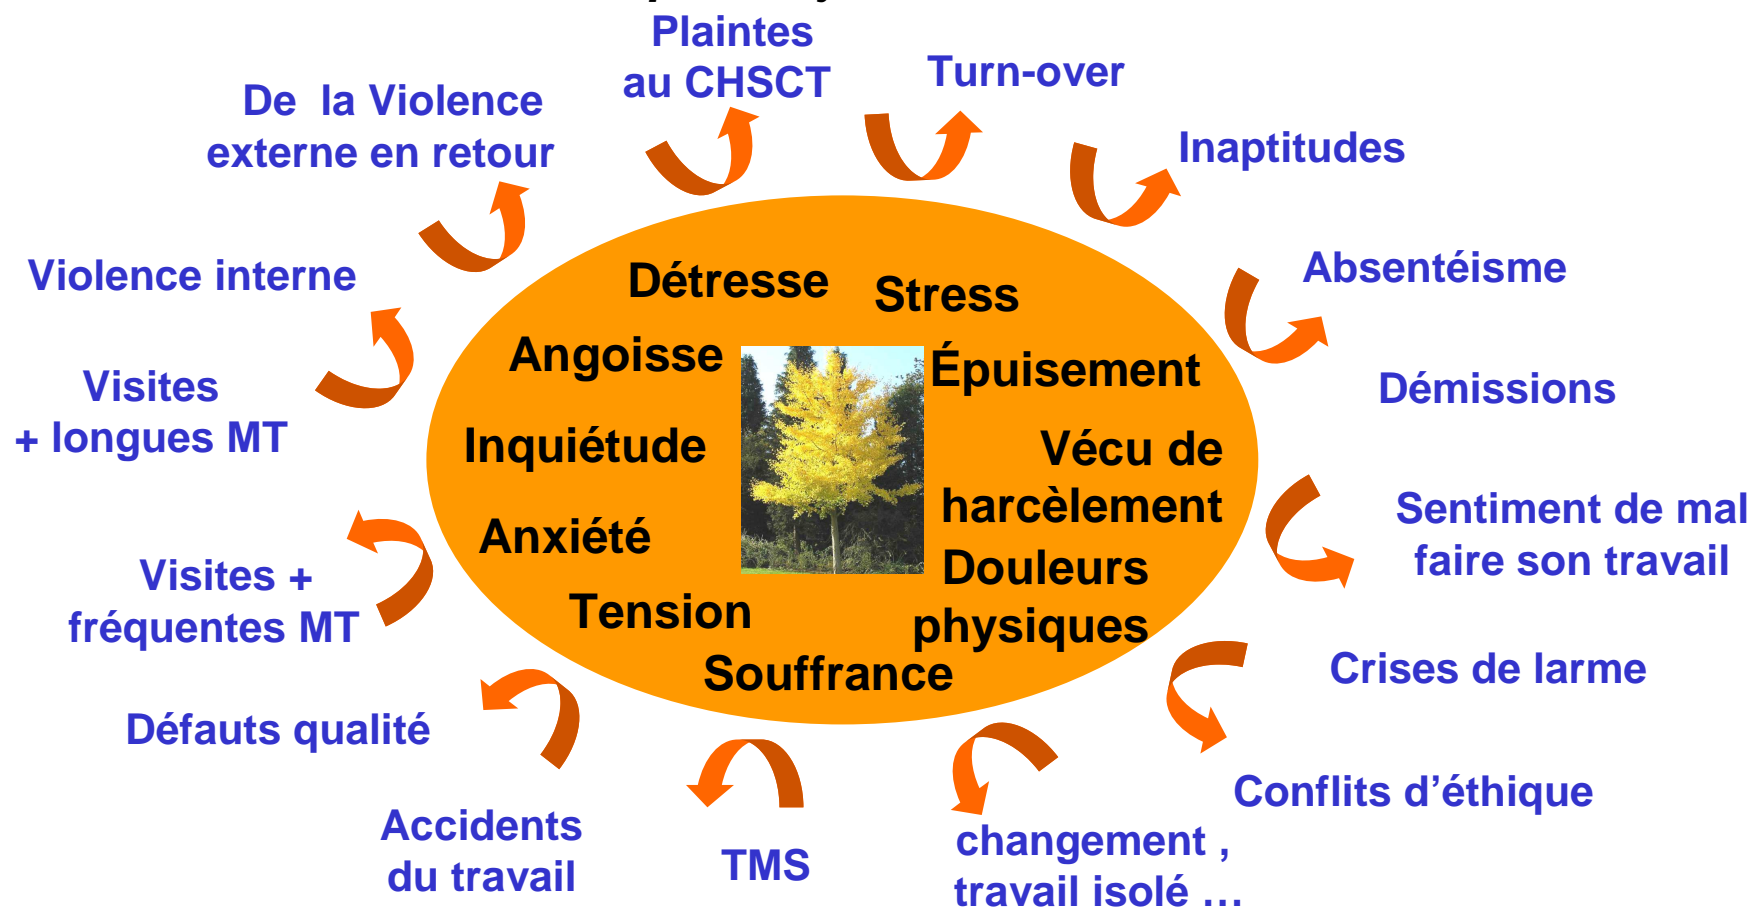 Plaintes
au CHSCT
Turn-over
De la Violence
externe en retour
Inaptitudes
Violence interne
Absentéisme
Visites
+ longues MT
Démissions
Visites +
fréquentes MT
Sentiment de mal
faire son travail
Défauts qualité
Crises de larme
Accidents
du travail
TMS
changement ,
travail isolé ...
Conflits d’éthique
Détresse
Stress
Angoisse
Épuisement
Inquiétude
Vécu de
harcèlement
Anxiété
Douleurs
physiques
Tension
Souffrance